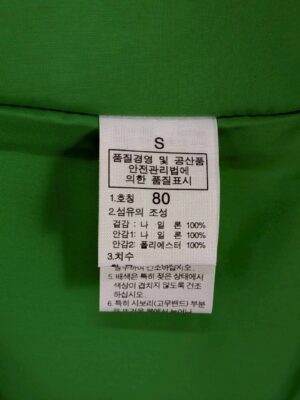 S
품질경영 및 공산품
안전관리법에
의한 품질표시
1.호칭 80
2.섬유의 조성
겉감: 나 일 론 100%
안감1: 나 일 론 100%
안감2: 폴리에스터 100%
3.치수
5. 배색은 특히 젖은 상태에서
색상이 겹치지 않도록 건조
하십시오.
6. 특히 시보리(고무밴드) 부분